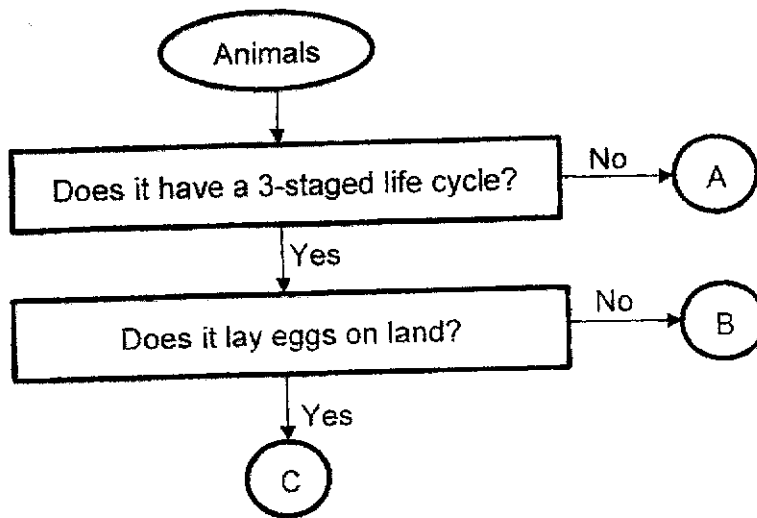 Animals
Does it have a 3-staged life cycle?
No
A
Yes
Does it lay eggs on land?
No
B
Yes
C